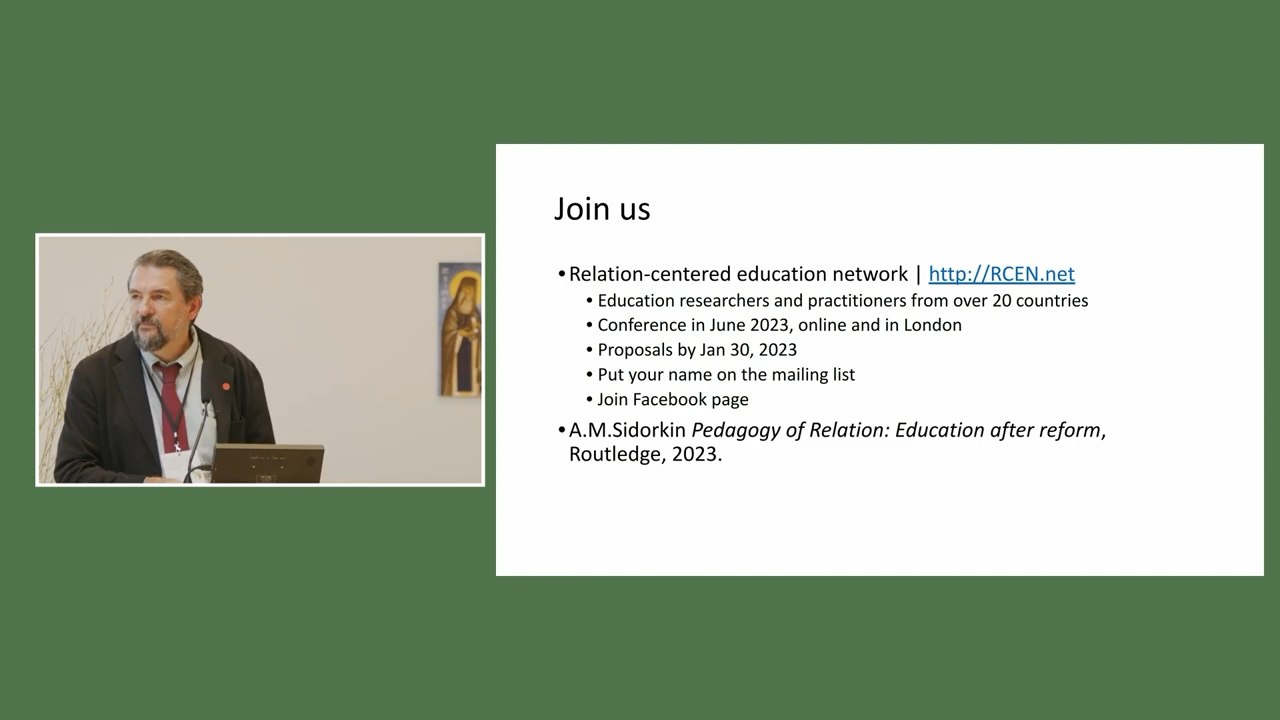 Join us
•Relation-centered education network | http://RCEN.net
• Education researchers and practitioners from over 20 countries
• Conference in June 2023, online and in London
• Proposals by Jan 30, 2023
• Put your name on the mailing list
• Join Facebook page
•A.M.Sidorkin Pedagogy of Relation: Education after reform,
Routledge, 2023.